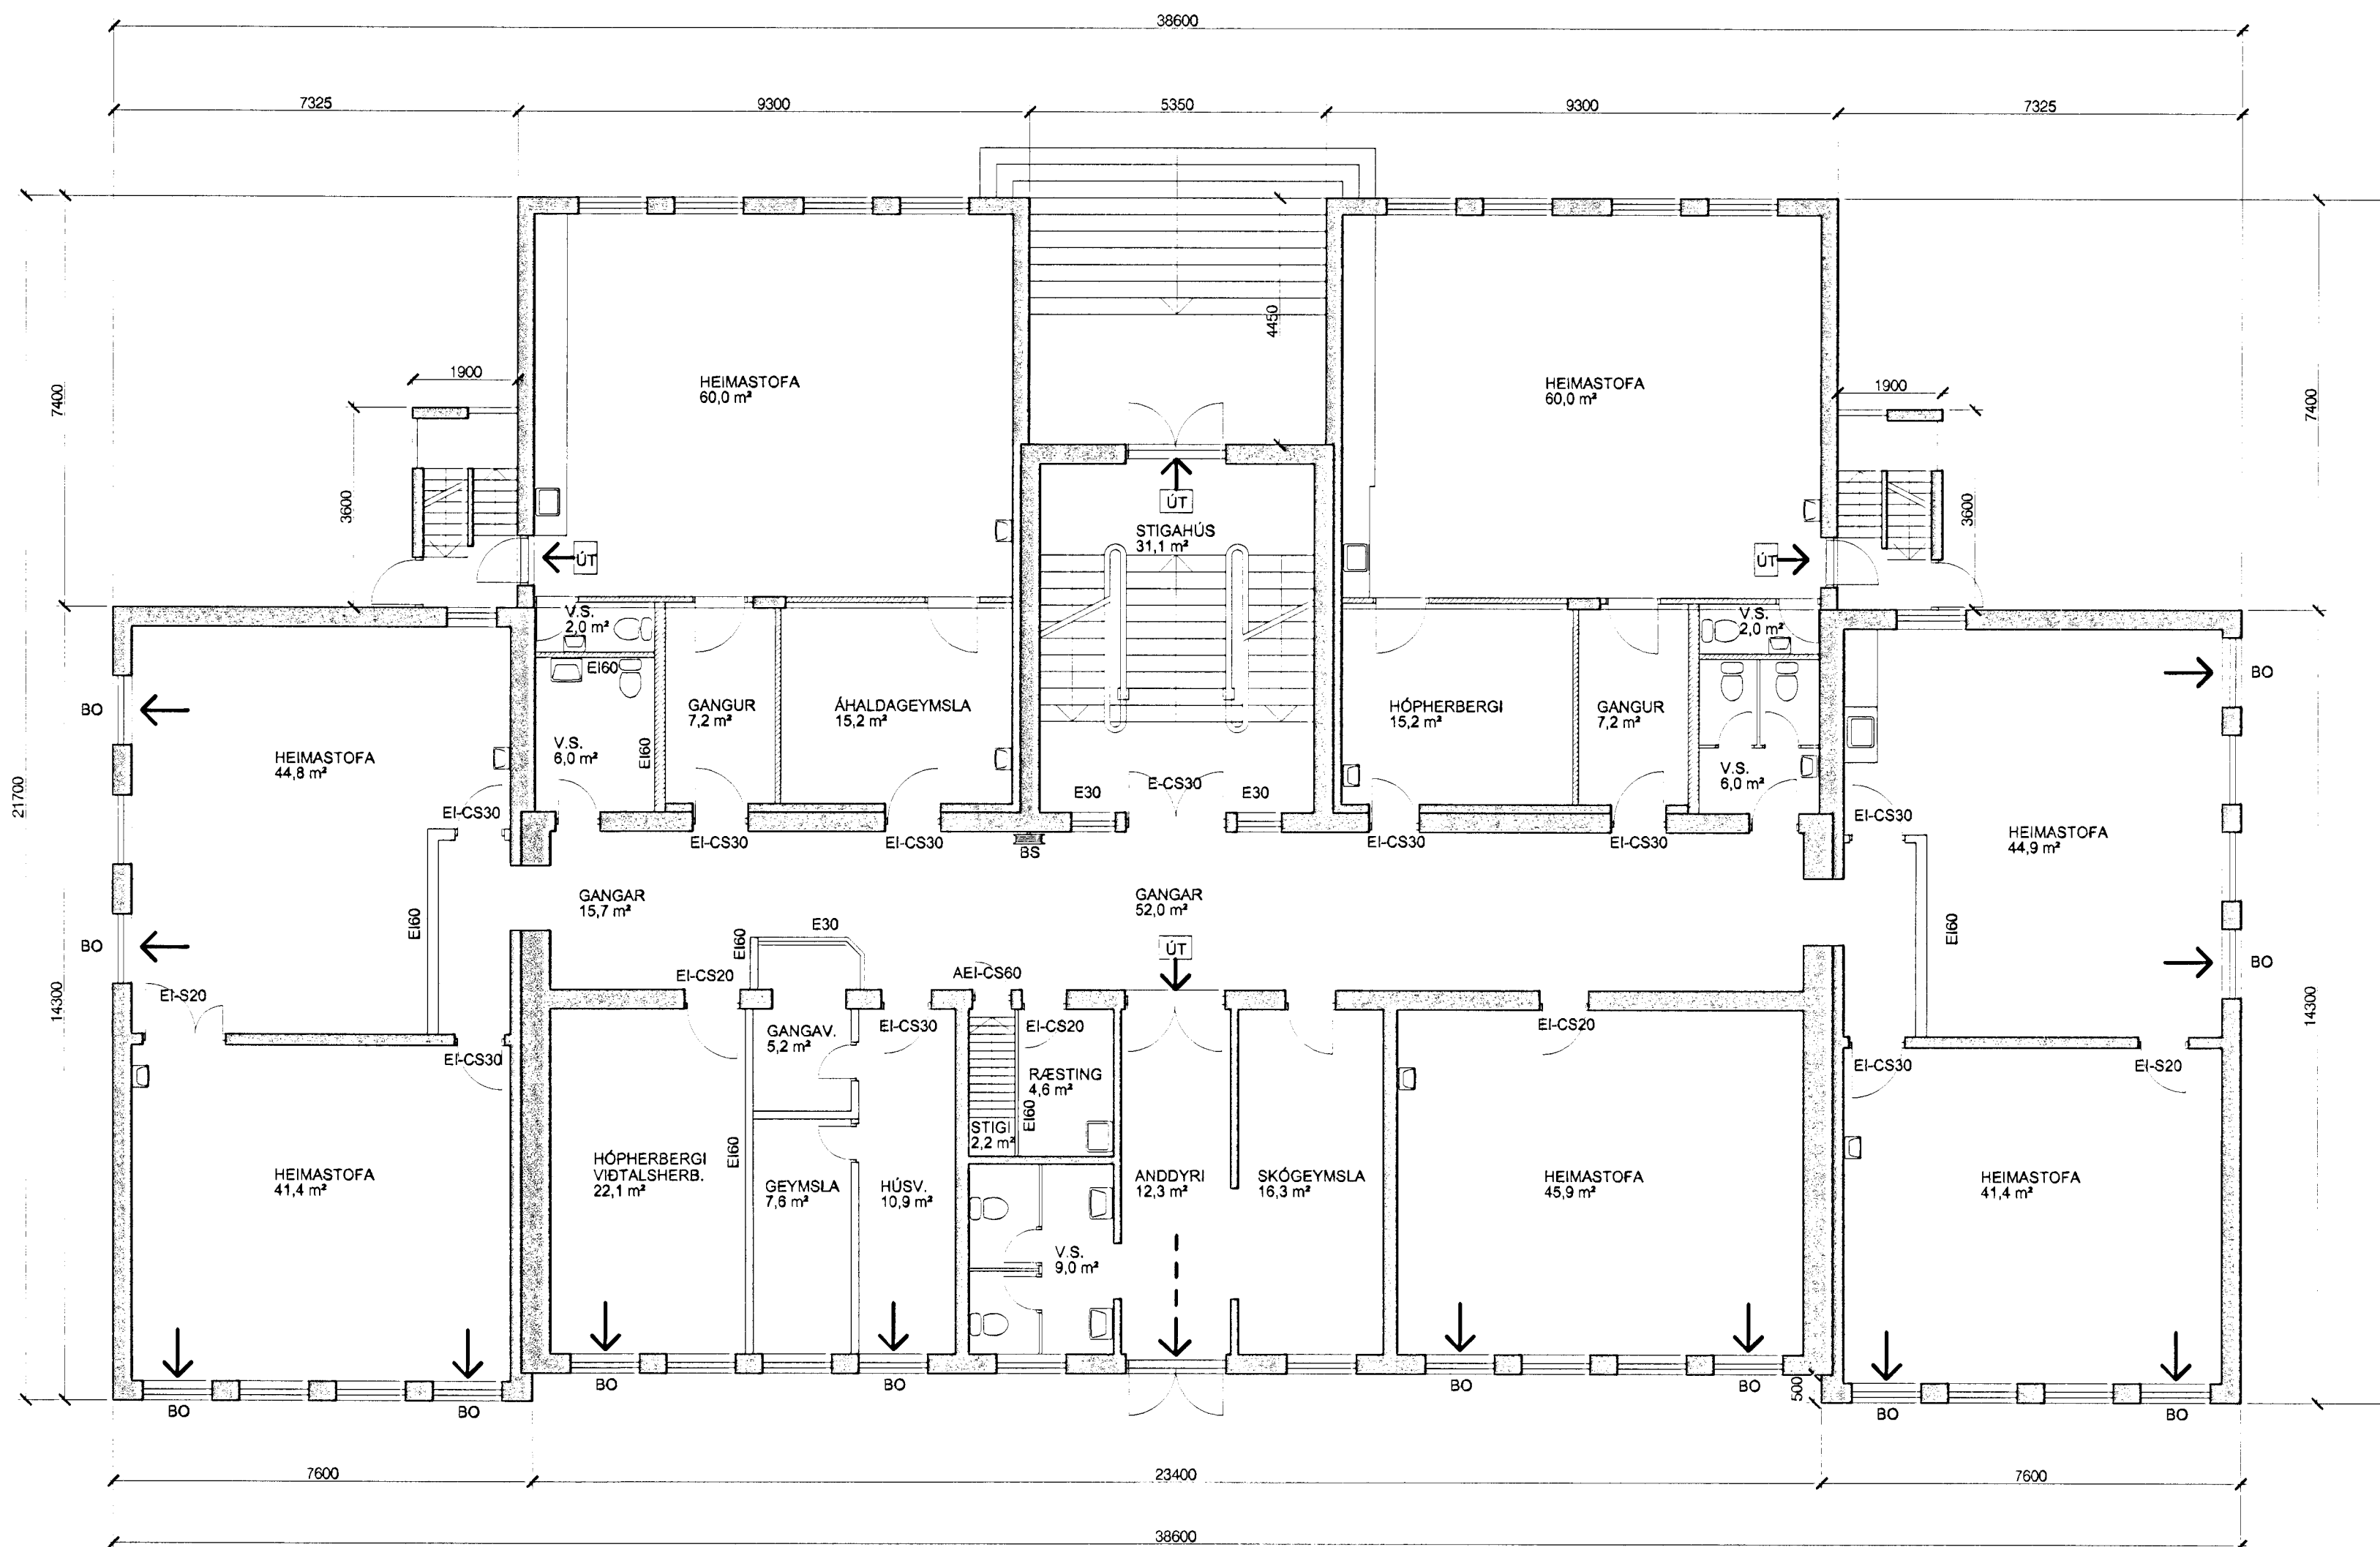 38600
7325
9300
5350
9300
7325
4450
HEIMASTOFA
60,0 m²
HEIMASTOFA
60,0 m²
1900
1900
7400
7400
3600
3600
ÚT
STIGAHÚS
31,1 m²
ÚT
ÚT
V.S.
2,0 m²
V.S.
2,0 m²
EI60
BO
BO
GANGUR
7,2 m²
ÁHALDAGEYMSLA
15,2 m²
HÓPHERBERGI
15,2 m²
GANGUR
7,2 m²
V.S.
6,0 m²
EI60
HEIMASTOFA
44,8 m²
V.S.
6,0 m²
21700
E30
E-CS30
E30
EI-CS30
EI-CS30
HEIMASTOFA
44,9 m²
EI-CS30
EI-CS30
BS
EI-CS30
EI-CS30
GANGAR
15,7 m²
GANGAR
52,0 m²
EI60
E30
EI60
EI60
BO
ÚT
BO
EI-CS20
AEI-CS60
EI-S20
14300
14300
EI-CS30
EI-CS20
EI-CS20
GANGAV.
5,2 m²
EI-CS30
EI-CS30
EI-S20
RÆSTING
4,6 m²
EI60
STIGI
2,2 m²
EI60
HÓPHERBERGI
VIÐTALSHERB.
22,1 m²
HEIMASTOFA
41,4 m²
GEYMSLA
7,6 m²
HÚSV.
10,9 m²
ANDDYRI
12,3 m²
SKÓGEYMSLA
16,3 m²
HEIMASTOFA
45,9 m²
HEIMASTOFA
41,4 m²
V.S.
9,0 m²
BO
BO
BO
BO
500
BO
BO
BO
BO
7600
23400
7600
38600